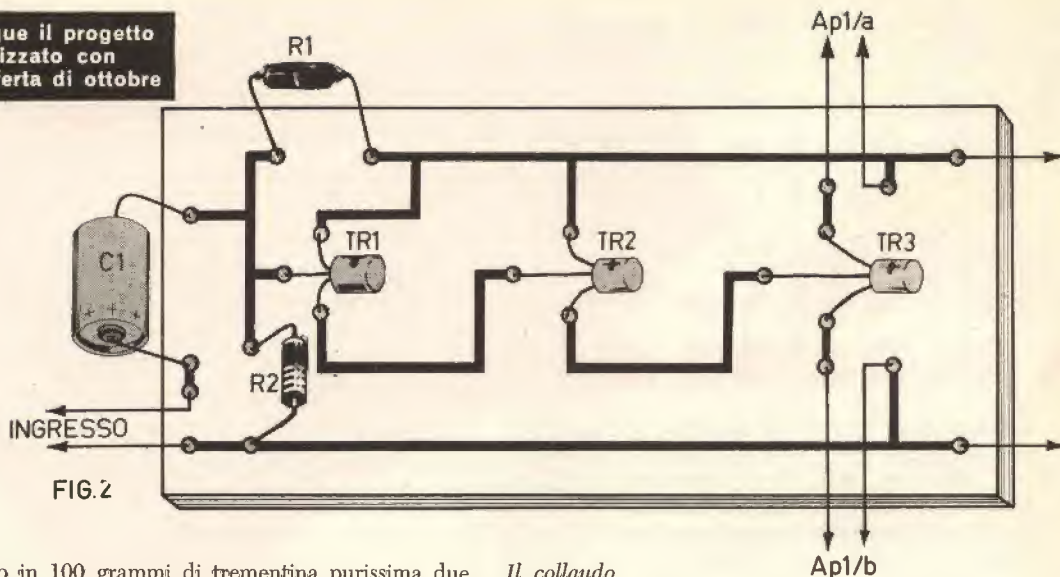 gue il progetto
izzato con
erta di ottobre
R1
Ap1/a
C1
+ + +
TR1
TR2
+
TR3
+
R2
INGRESSO
FIG.2
Ap1/b
o in 100 grammi di trementina purissima due
Il collaudo